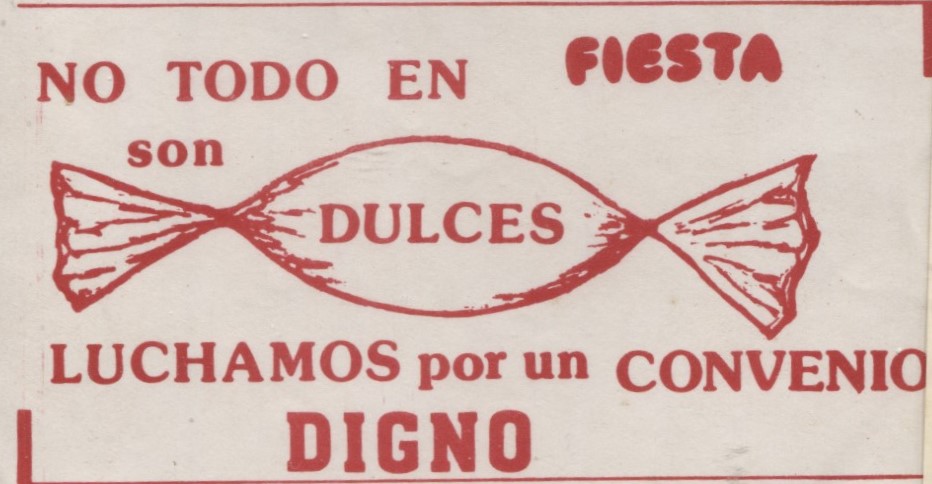 NO TODO EN FIESTA
son
DULCES
LUCHAMOS por un CONVENIO
DIGNO